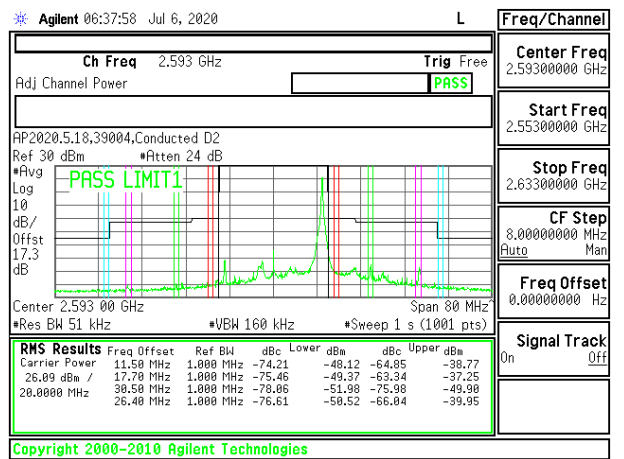 Agilent 06:37:58 Jul 6, 2020 L Freq/Channel
Ch Freq 2.593 GHz Trig Free
Adj Channel Power PASS
Center Freq
2.59300000 GHz
Start Freq
2.55300000 GHz
AP2020.5.18,39004,Conducted D2
Ref 30 dBm #Atten 24 dB
#Avg
Log
10
dB/
Offst
17.3
dB
PASS LIMIT1
Stop Freq
2.63300000 GHz
CF Step
8.00000000 MHz
Auto Man
Freq Offset
0.00000000 Hz
Center 2.593 00 GHz Span 80 MHz^
#Res BW 51 kHz #VBW 160 kHz #Sweep 1 s (1001 pts)
Signal Track
On Off
RMS Results Freq Offset Ref BW dBc Lower dBm dBc Upper dBm
Carrier Power 11.50 MHz 1.000 MHz -74.21 -48.12 -64.85 -38.77
26.09 dBm / 17.70 MHz 1.000 MHz -75.46 -49.37 -63.34 -37.25
20.0000 MHz 30.50 MHz 1.000 MHz -78.06 -51.98 -75.98 -49.90
26.40 MHz 1.000 MHz -76.61 -50.52 -66.04 -39.95
Copyright 2000-2010 Agilent Technologies